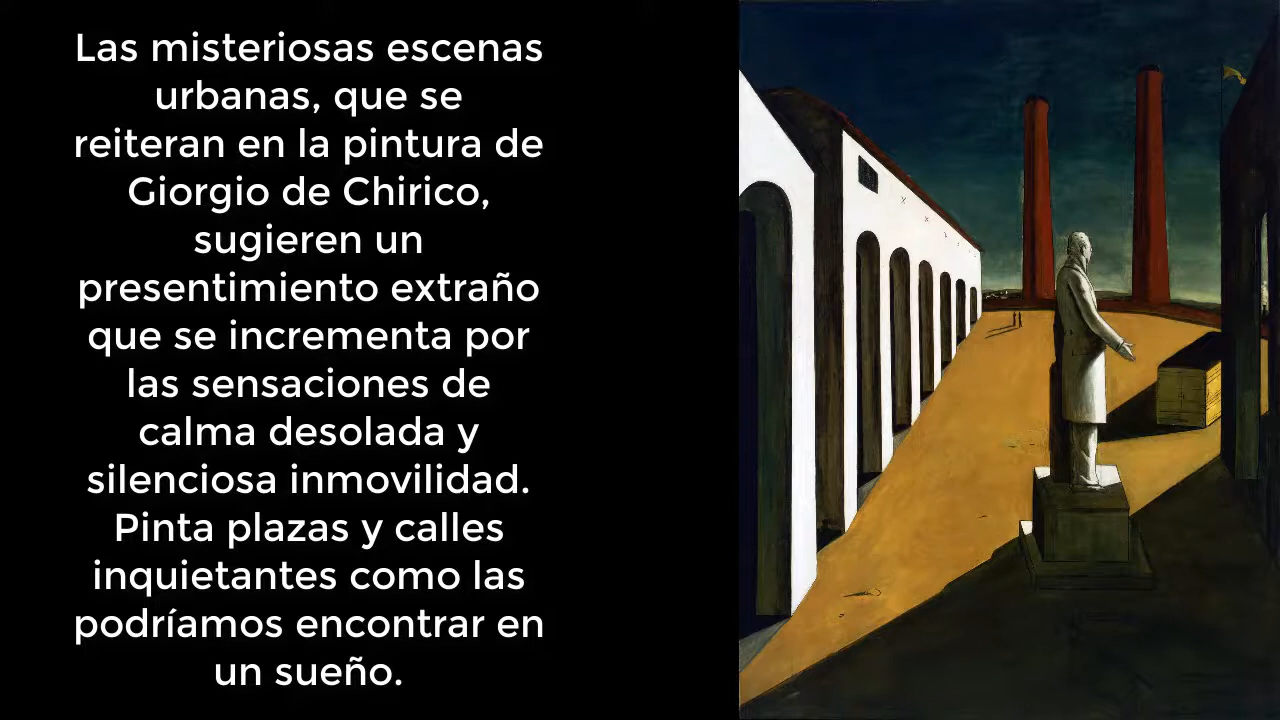 Las misteriosas escenas
urbanas, que se
reiteran en la pintura de
Giorgio de Chirico,
sugieren un
presentimiento extraño
que se incrementa por
las sensaciones de
calma desolada y
silenciosa inmovilidad.
Pinta plazas y calles
inquietantes como las
podríamos encontrar en
un sueño.